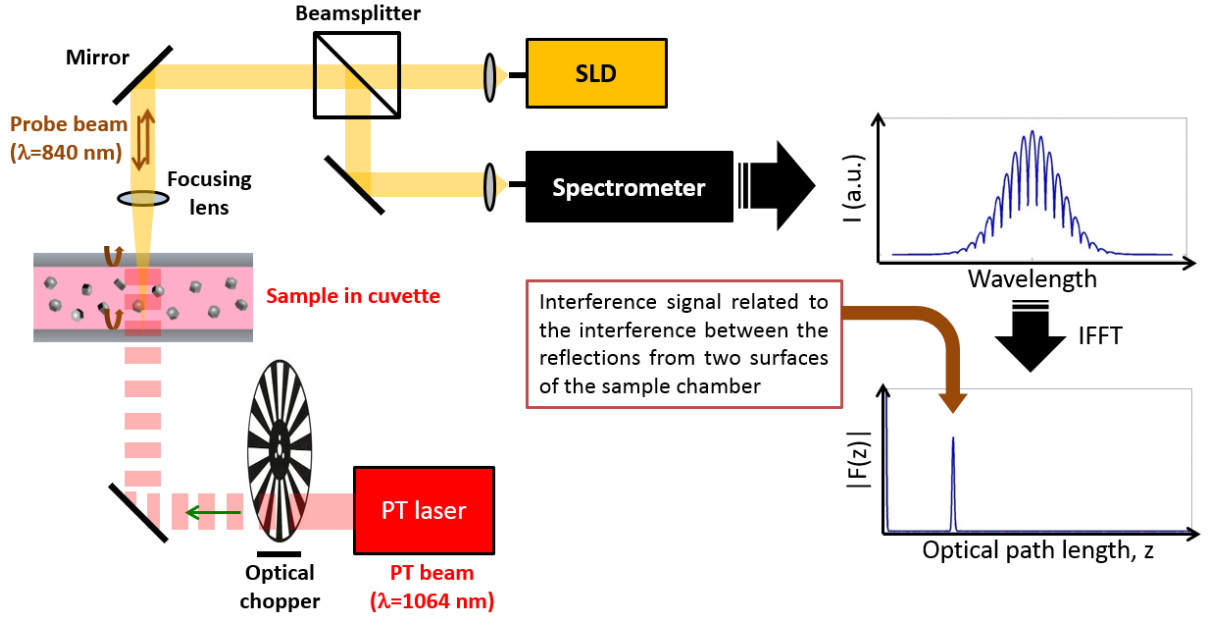 Beamsplitter
Mirror
SLD
Probe beam
(λ=840 nm)
Focusing
lens
Spectrometer
I (a.u.)
Wavelength
Sample in cuvette
Interference signal related to
the interference between the
reflections from two surfaces
of the sample chamber
IFFT
|F(z)|
Optical path length, z
PT laser
Optical
chopper
PT beam
(λ=1064 nm)